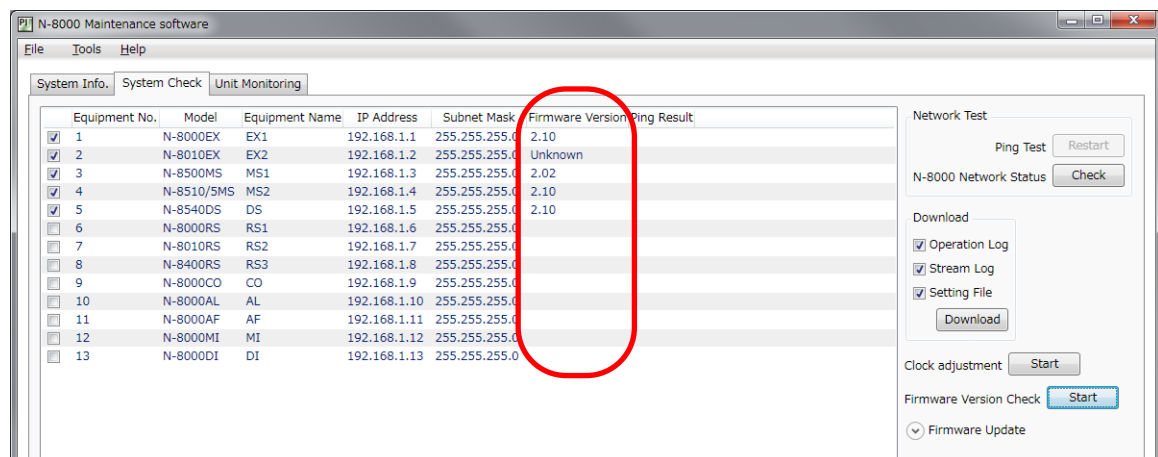 N-8000 Maintenance software
File Tools Help
System Info. System Check Unit Monitoring
Equipment No. Model Equipment Name IP Address Subnet Mask Firmware Version Ping Result
1 N-8000EX EX1 192.168.1.1 255.255.255.0 2.10
2 N-8010EX EX2 192.168.1.2 255.255.255.0 Unknown
3 N-8500MS MS1 192.168.1.3 255.255.255.0 2.02
4 N-8510/5MS MS2 192.168.1.4 255.255.255.0 2.10
5 N-8540DS DS 192.168.1.5 255.255.255.0 2.10
6 N-8000RS RS1 192.168.1.6 255.255.255.0
7 N-8010RS RS2 192.168.1.7 255.255.255.0
8 N-8400RS RS3 192.168.1.8 255.255.255.0
9 N-8000CO CO 192.168.1.9 255.255.255.0
10 N-8000AL AL 192.168.1.10 255.255.255.0
11 N-8000AF AF 192.168.1.11 255.255.255.0
12 N-8000MI MI 192.168.1.12 255.255.255.0
13 N-8000DI DI 192.168.1.13 255.255.255.0
Network Test
Ping Test Restart
N-8000 Network Status Check
Download
Operation Log
Stream Log
Setting File
Download
Clock adjustment Start
Firmware Version Check Start
Firmware Update